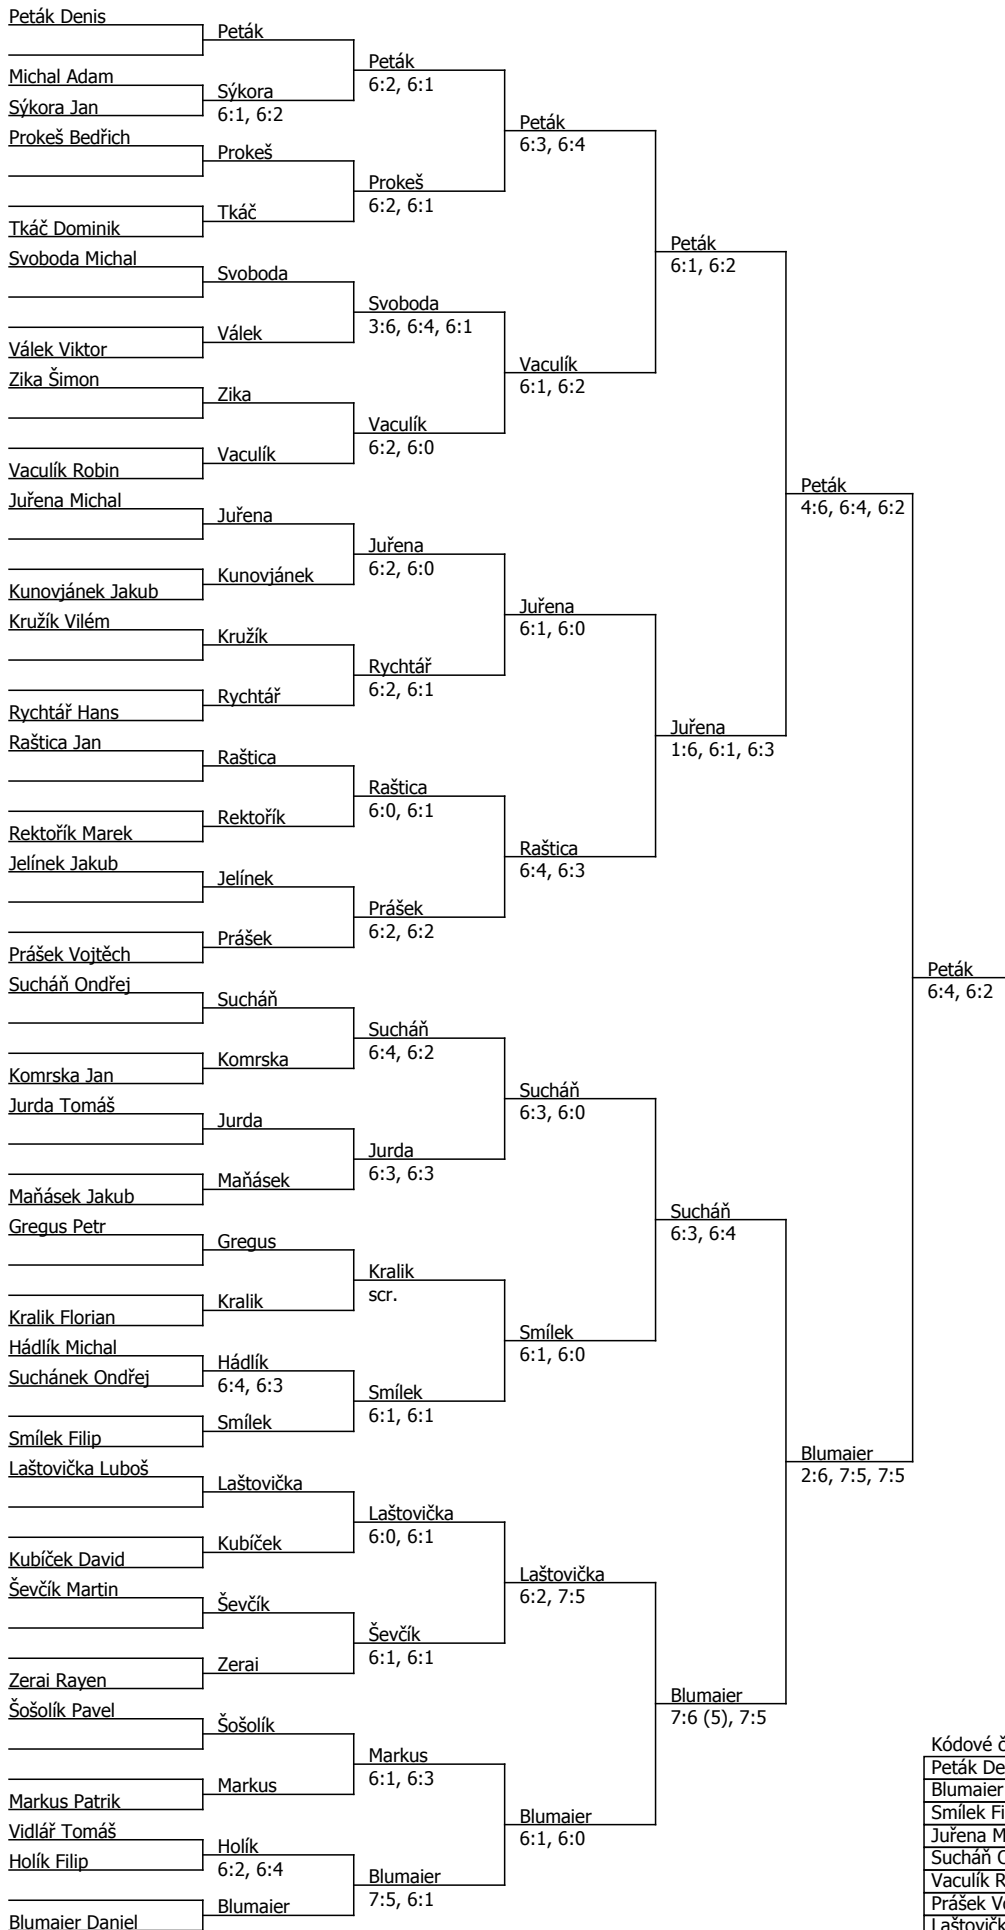 Peták Denis
Michal Adam
Sýkora Jan
Prokeš Bedřich
Tkáč Dominik
Svoboda Michal
Válek Viktor
Zika Šimon
Vaculík Robin
Juřena Michal
Kunovjánek Jakub
Kružík Vilém
Rychtář Hans
Raštica Jan
Rektořík Marek
Jelínek Jakub
Prášek Vojtěch
Sucháň Ondřej
Komrska Jan
Jurda Tomáš
Maňásek Jakub
Gregus Petr
Kralik Florian
Hádlík Michal
Suchánek Ondřej
Smílek Filip
Laštovička Luboš
Kubíček David
Ševčík Martin
Zerai Rayen
Šošolík Pavel
Markus Patrik
Vidlář Tomáš
Holík Filip
Blumaier Daniel
Peták
Sýkora
6:1, 6:2
Prokeš
Tkáč
Svoboda
Válek
Zika
Vaculík
Juřena
Kunovjánek
Kružík
Rychtář
Raštica
Rektořík
Jelínek
Prášek
Sucháň
Komrska
Jurda
Maňásek
Gregus
Kralik
Hádlík
6:4, 6:3
Smílek
Laštovička
Kubíček
Ševčík
Zerai
Šošolík
Markus
Holík
6:2, 6:4
Blumaier
Peták
6:2, 6:1
Prokeš
6:2, 6:1
Svoboda
3:6, 6:4, 6:1
Vaculík
6:2, 6:0
Juřena
6:2, 6:0
Rychtář
6:2, 6:1
Raštica
6:0, 6:1
Prášek
6:2, 6:2
Sucháň
6:4, 6:2
Jurda
6:3, 6:3
Kralik
scr.
Smílek
6:1, 6:1
Laštovička
6:0, 6:1
Ševčík
6:1, 6:1
Markus
6:1, 6:3
Blumaier
7:5, 6:1
Peták
6:3, 6:4
Vaculík
6:1, 6:2
Juřena
6:1, 6:0
Raštica
6:4, 6:3
Sucháň
6:3, 6:0
Smílek
6:1, 6:0
Laštovička
6:2, 7:5
Blumaier
6:1, 6:0
Peták
6:1, 6:2
Juřena
1:6, 6:1, 6:3
Sucháň
6:3, 6:4
Blumaier
7:6 (5), 7:5
Peták
4:6, 6:4, 6:2
Blumaier
2:6, 7:5, 7:5
Peták
6:4, 6:2
Kódové č
Peták De
Blumaier
Smílek Fi
Juřena M
Sucháň O
Vaculík R
Prášek Vo
Laštovičk